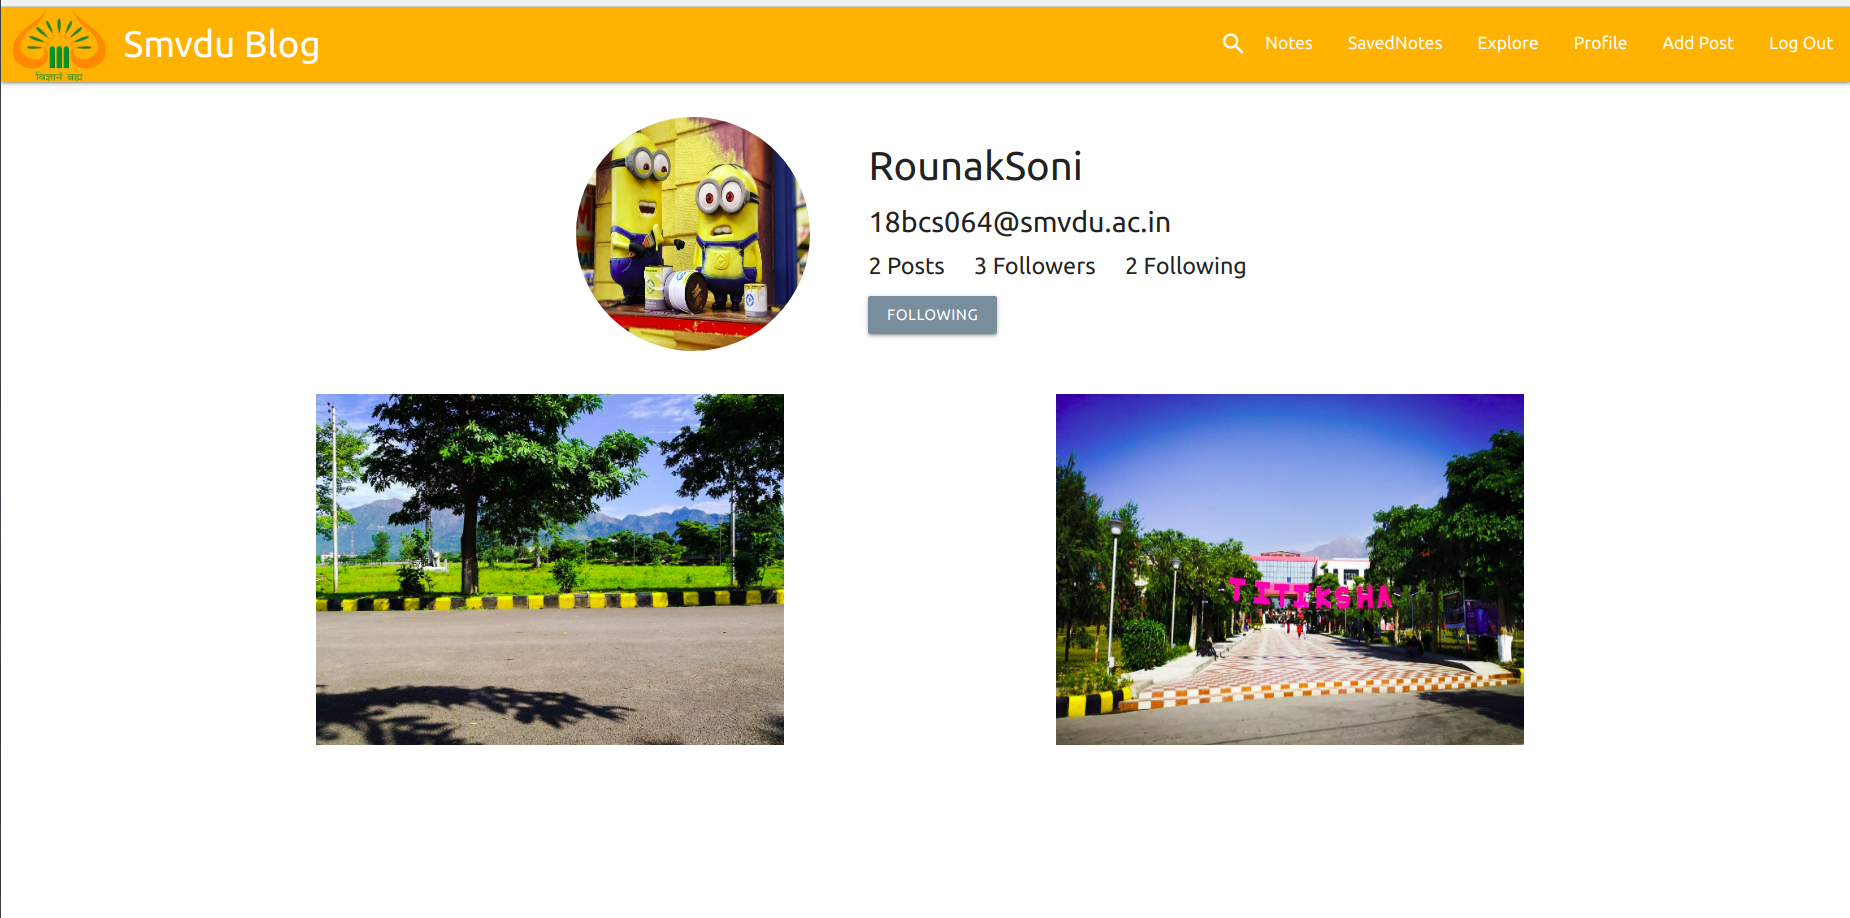 विज्ञानं ब्रह्म
Smvdu Blog
Notes SavedNotes Explore Profile Add Post Log Out
RounakSoni
18bcs064@smvdu.ac.in
2 Posts 3 Followers 2 Following
FOLLOWING
TITIKSHA